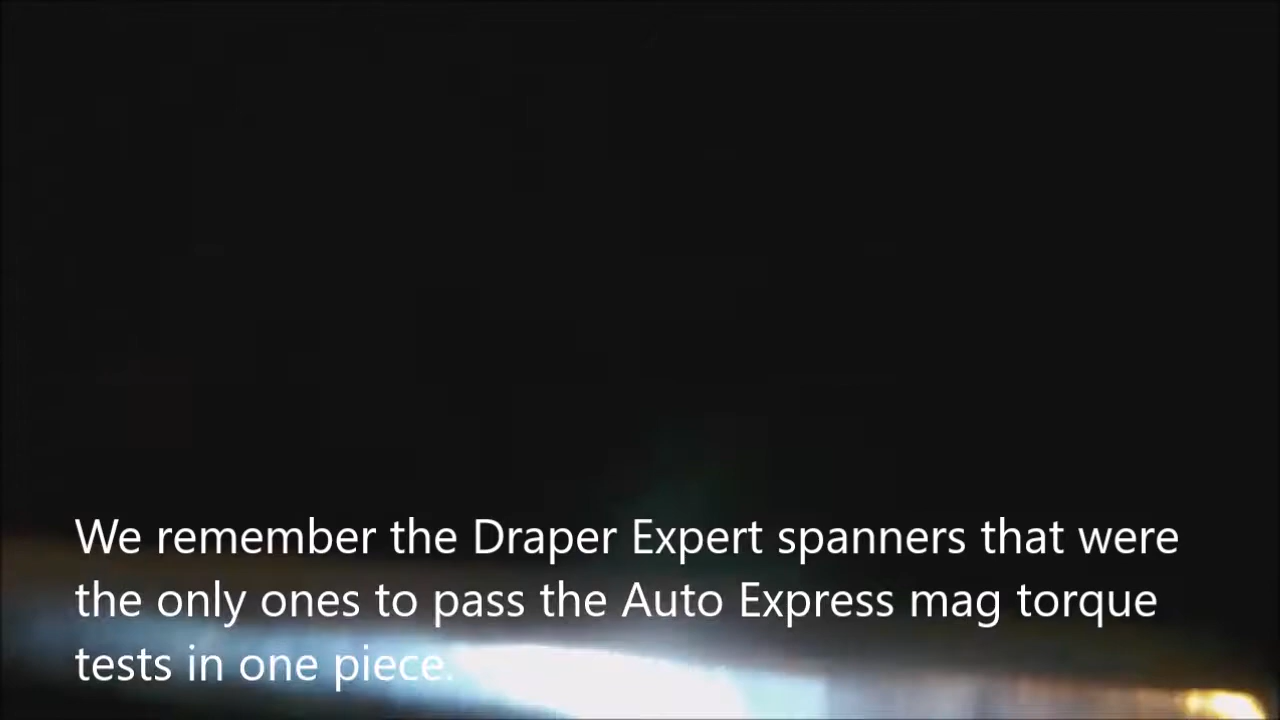 We remember the Draper Expert spanners that were
the only ones to pass the Auto Express mag torque
tests in one piece.